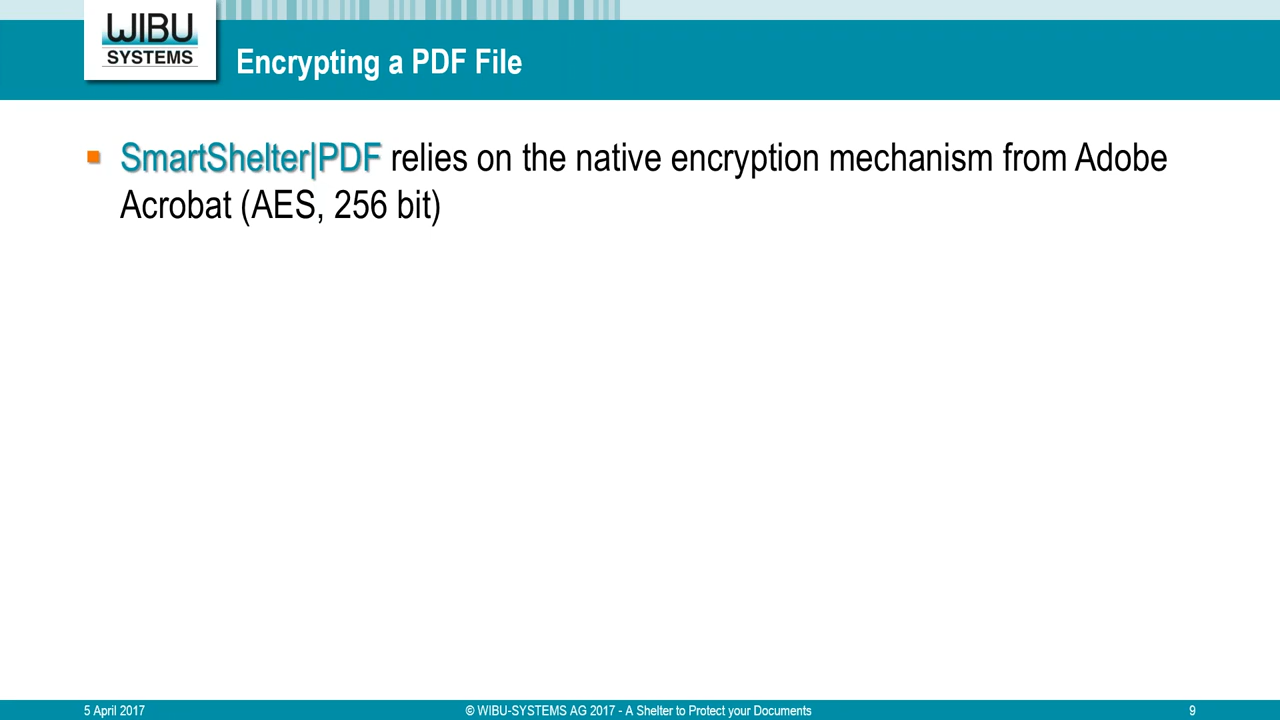 WIBU
SYSTEMS
Encrypting a PDF File
SmartShelter|PDF relies on the native encryption mechanism from Adobe
Acrobat (AES, 256 bit)
5 April 2017
© WIBU-SYSTEMS AG 2017 - A Shelter to Protect your Documents
9